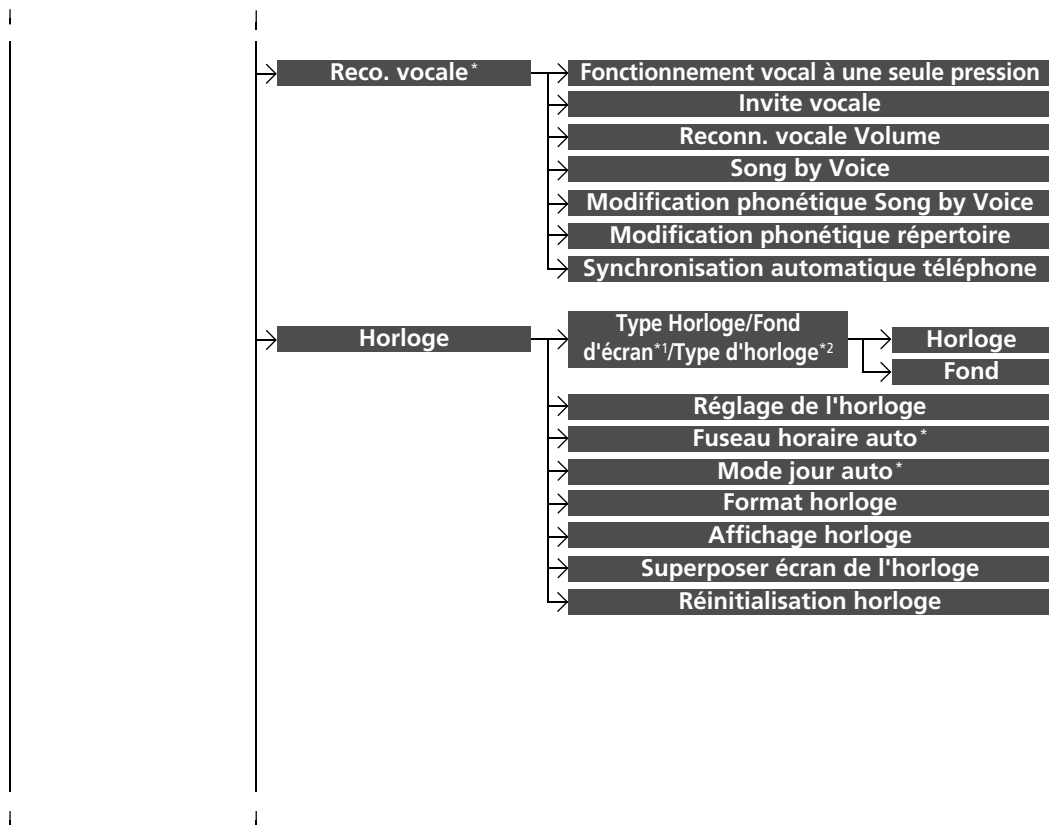 Reco. vocale*
Fonctionnement vocal à une seule pression
Invite vocale
Reconn. vocale Volume
Song by Voice
Modification phonétique Song by Voice
Modification phonétique répertoire
Synchronisation automatique téléphone
Horloge
Type Horloge/Fond
d'écran*1/Type d'horloge*2
Horloge
Fond
Réglage de l'horloge
Fuseau horaire auto*
Mode jour auto*
Format horloge
Affichage horloge
Superposer écran de l'horloge
Réinitialisation horloge